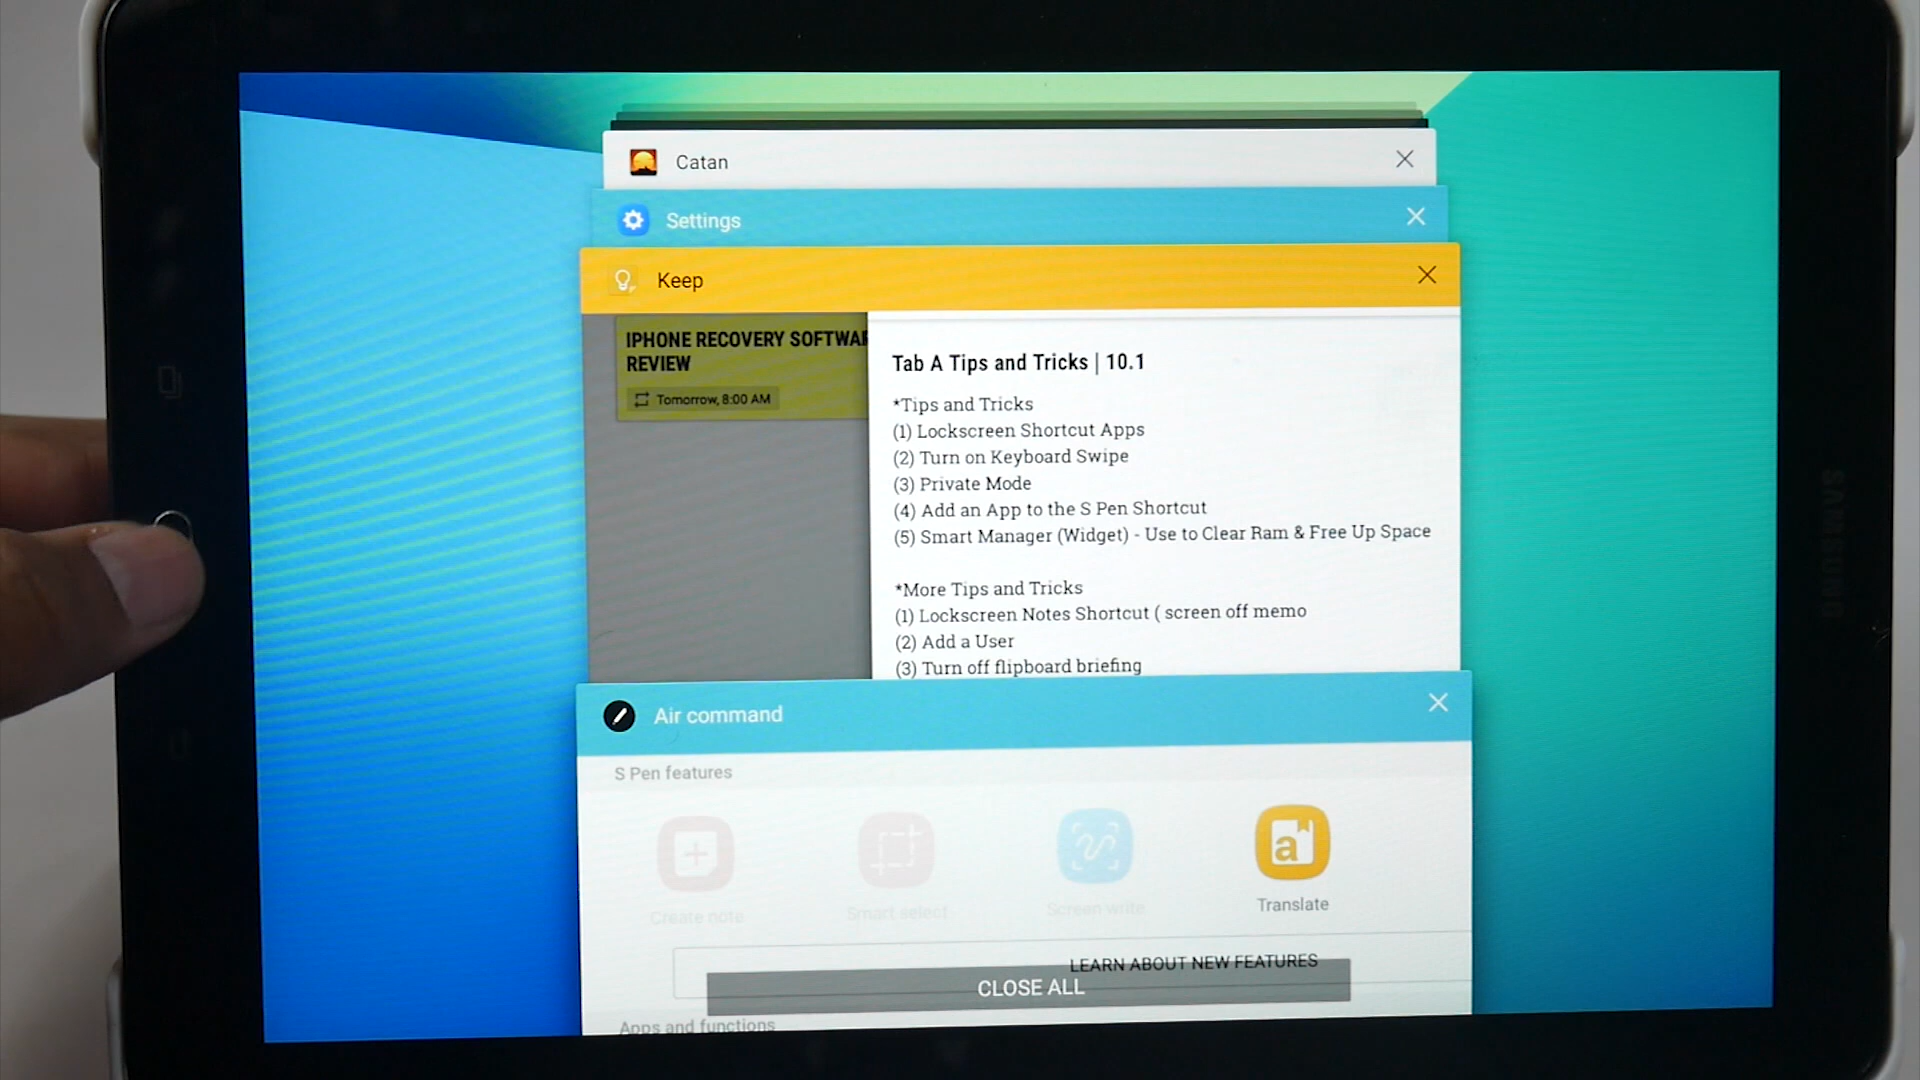 Catan
Settings
Keep
IPHONE RECOVERY SOFTWAR
REVIEW
Tomorrow, 8:00 AM
Tab A Tips and Tricks | 10.1
*Tips and Tricks
(1) Lockscreen Shortcut Apps
(2) Turn on Keyboard Swipe
(3) Private Mode
(4) Add an App to the S Pen Shortcut
(5) Smart Manager (Widget) - Use to Clear Ram & Free Up Space
*More Tips and Tricks
(1) Lockscreen Notes Shortcut ( screen off memo
(2) Add a User
(3) Turn off flipboard briefing
Air command
S Pen features
Create note
Smart select
Screen write
a
Translate
LEARN ABOUT NEW FEATURES
CLOSE ALL
Apps and functions
SAMSUNG